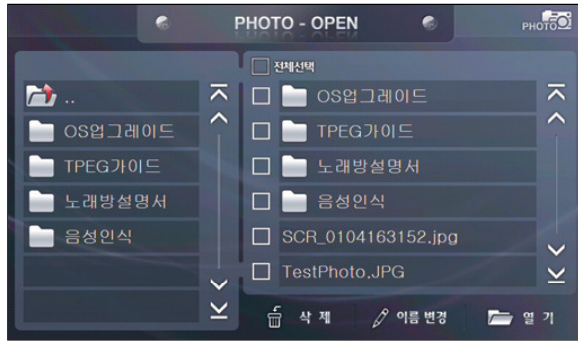 PHOTO - OPEN
PHOTO
..
OS업그레이드
TPEG가이드
노래방설명서
음성인식
전체선택
OS업그레이드
TPEG가이드
노래방설명서
음성인식
SCR_0104163152.jpg
TestPhoto.JPG
삭 제
이름 변경
열 기